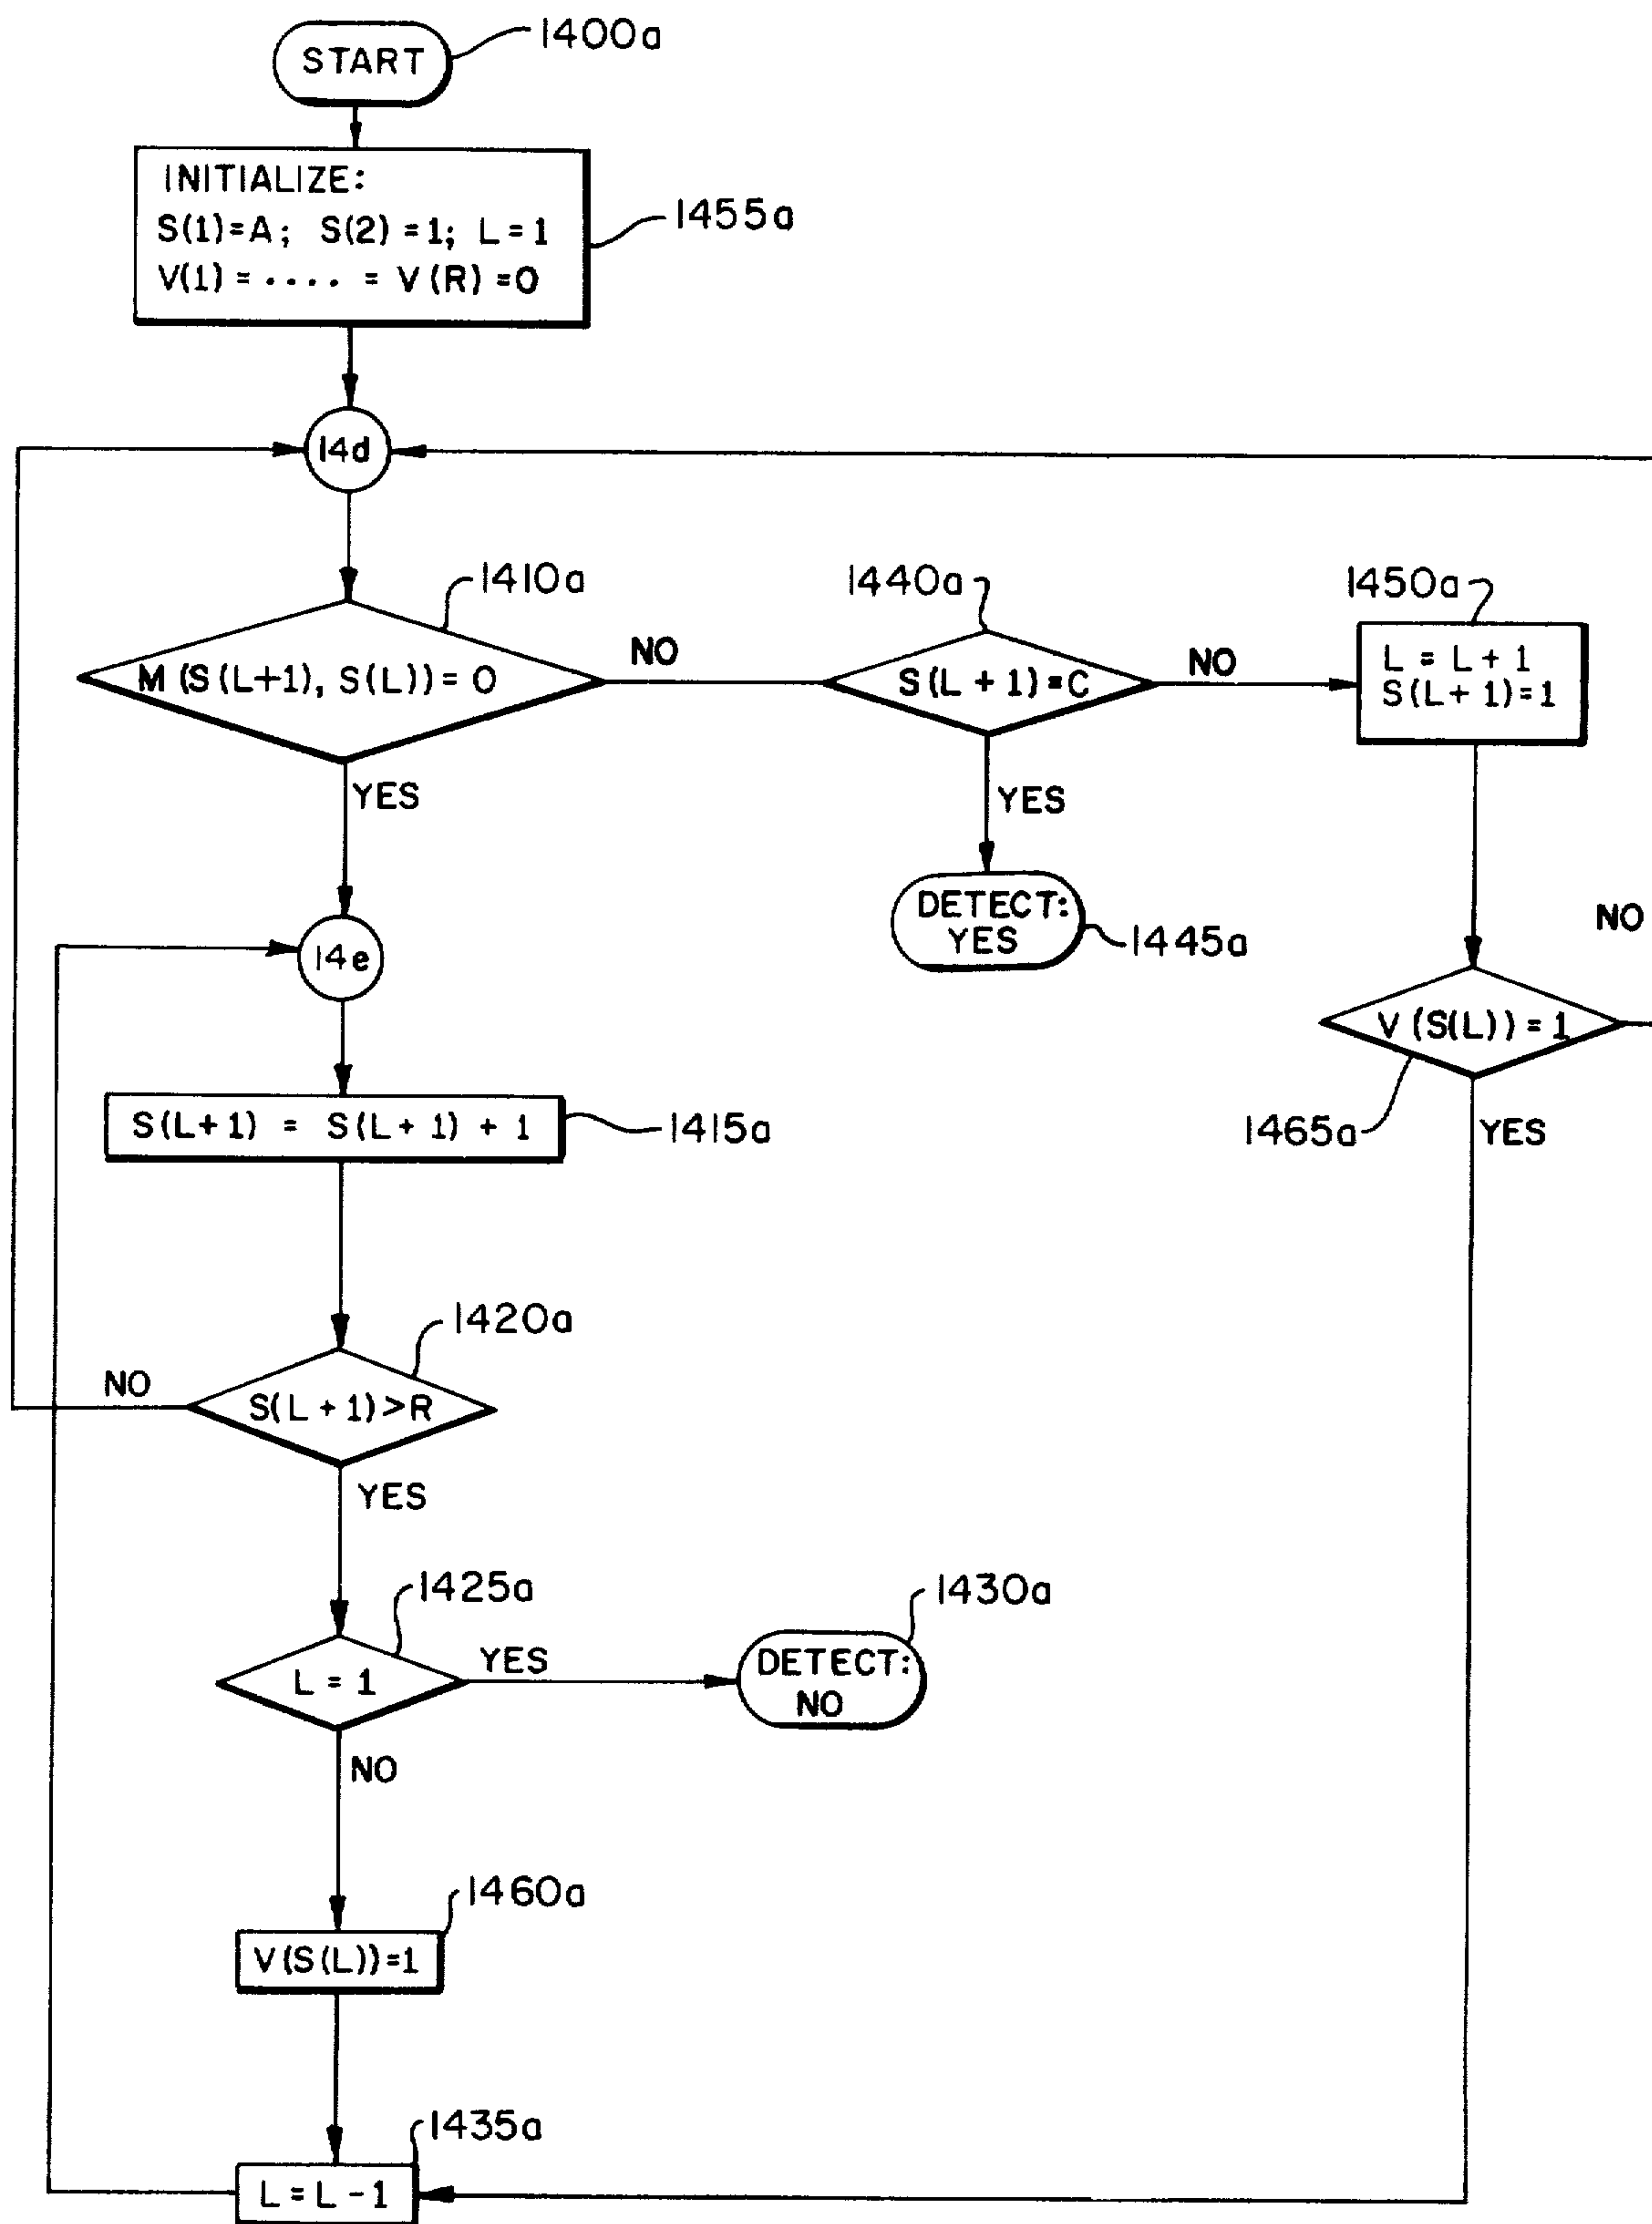 START
1400a
INITIALIZE:
S(1)=A; S(2)=1; L=1
V(1)=....=V(R)=0
1455a
14d
1410a
M(S(L+1), S(L))=0
NO
YES
1440a
S(L+1)=C
NO
YES
1450a
L=L+1
S(L+1)=1
DETECT:
YES
1445a
NO
14e
V(S(L))=1
1465a
YES
S(L+1) = S(L+1) + 1
1415a
1420a
NO
S(L+1)>R
YES
1425a
L=1
YES
1430a
DETECT:
NO
NO
1460a
V(S(L))=1
1435a
L=L-1